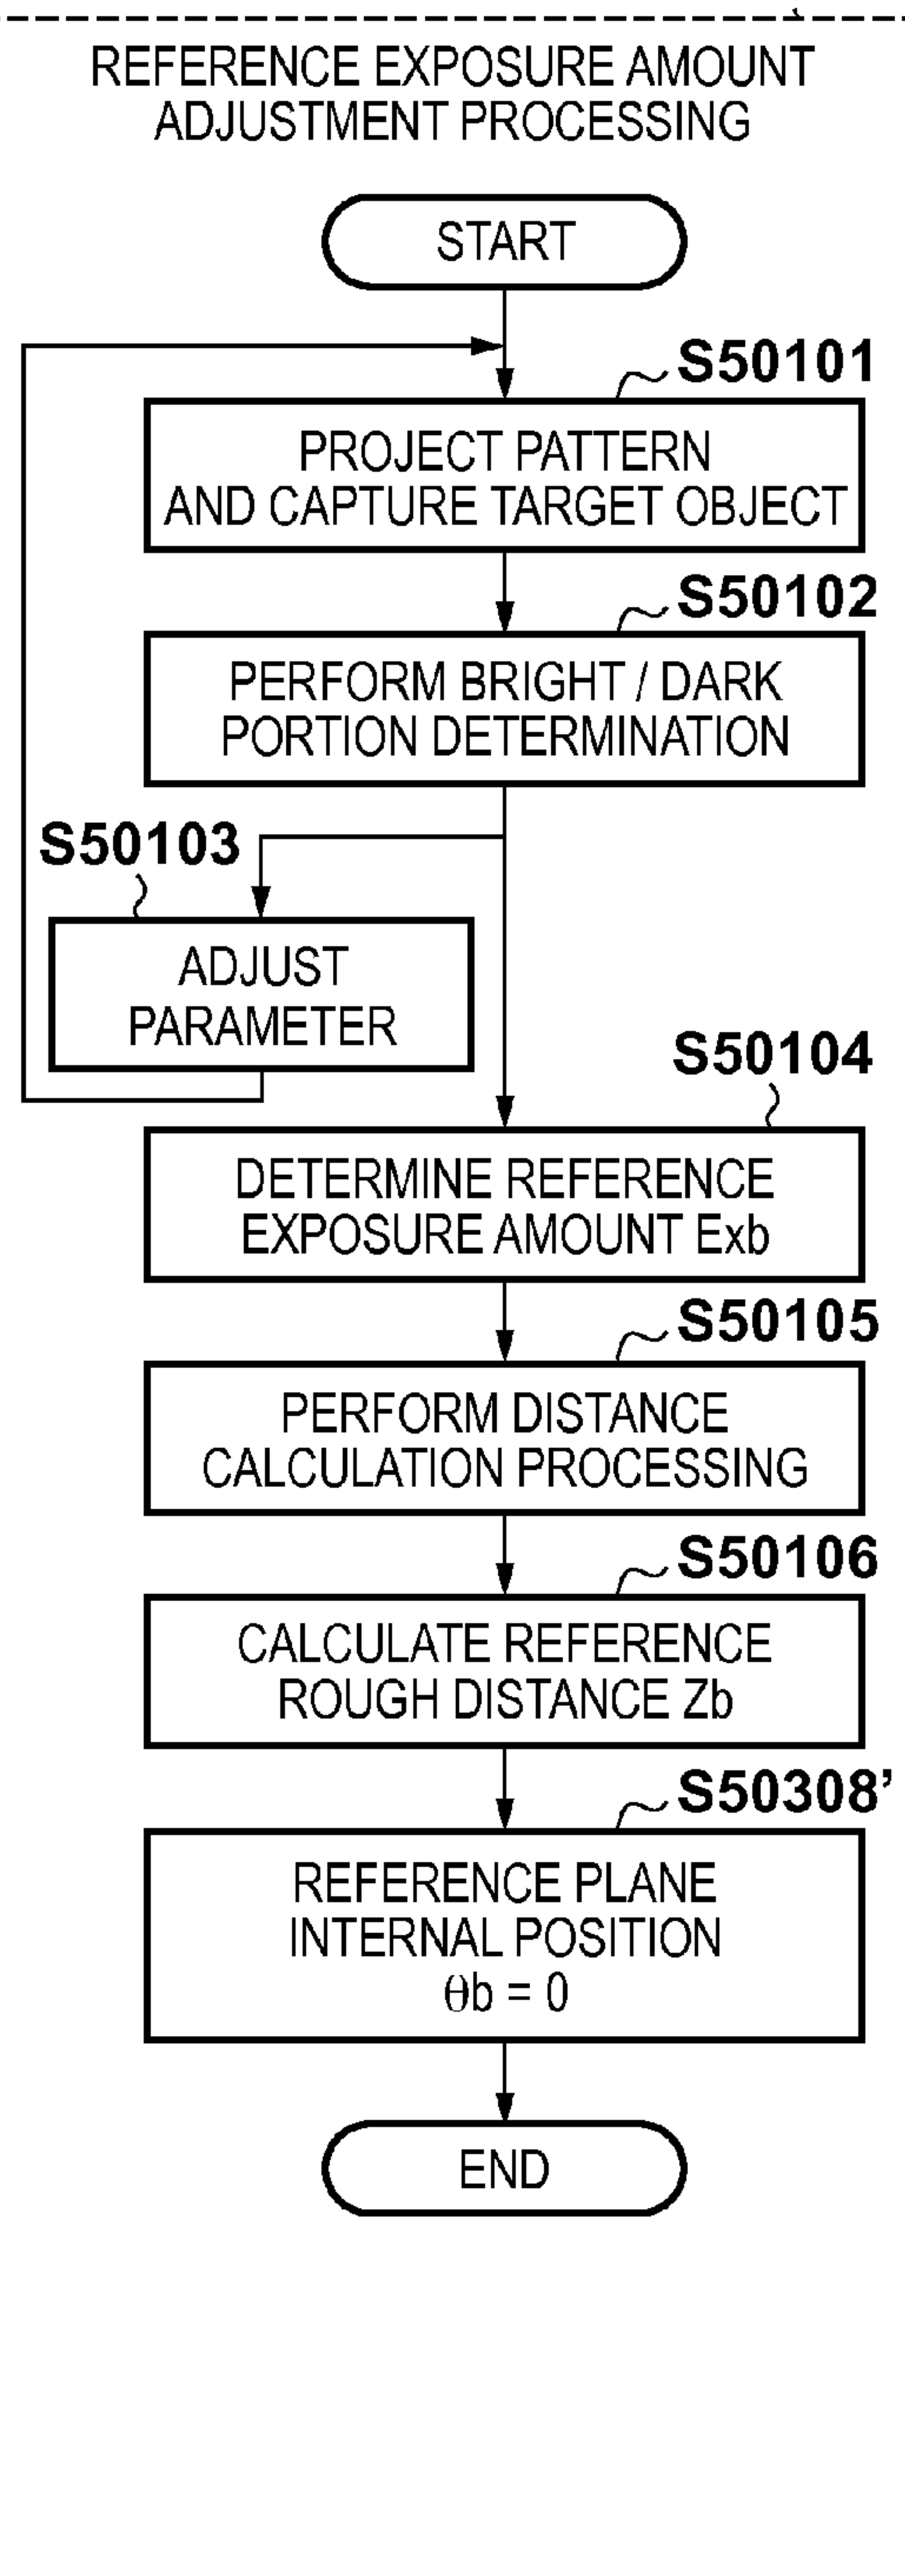 REFERENCE EXPOSURE AMOUNT
ADJUSTMENT PROCESSING
START
S50101
PROJECT PATTERN
AND CAPTURE TARGET OBJECT
S50102
PERFORM BRIGHT / DARK
PORTION DETERMINATION
S50103
ADJUST
PARAMETER
S50104
DETERMINE REFERENCE
EXPOSURE AMOUNT Exb
S50105
PERFORM DISTANCE
CALCULATION PROCESSING
S50106
CALCULATE REFERENCE
ROUGH DISTANCE Zb
S50308’
REFERENCE PLANE
INTERNAL POSITION
θb = 0
END